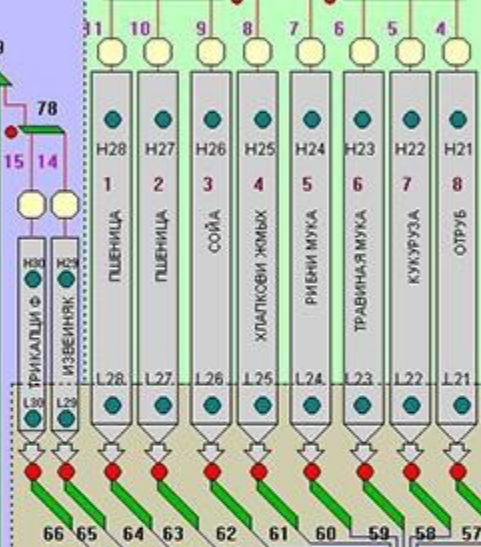 11 10 9 8 7 6 5 4
9
78
15 14
H28 H27 H26 H25 H24 H23 H22 H21
1 2 3 4 5 6 7 8
ПШЕНИЦА
ПШЕНИЦА
СОЙА
ХЛАПКОВИ ЖМЫХ
РИБНИ МУКА
ТРАВИНАЯ МУКА
КУКУРУЗА
ОТРУБ
H30 H29
ТРИКАЛЦИ Ф
ИЗВЕЙНЯК
L28 L27 L26 L25 L24 L23 L22 L21
L30 L29
66 65 64 63 62 61 60 59 58 57